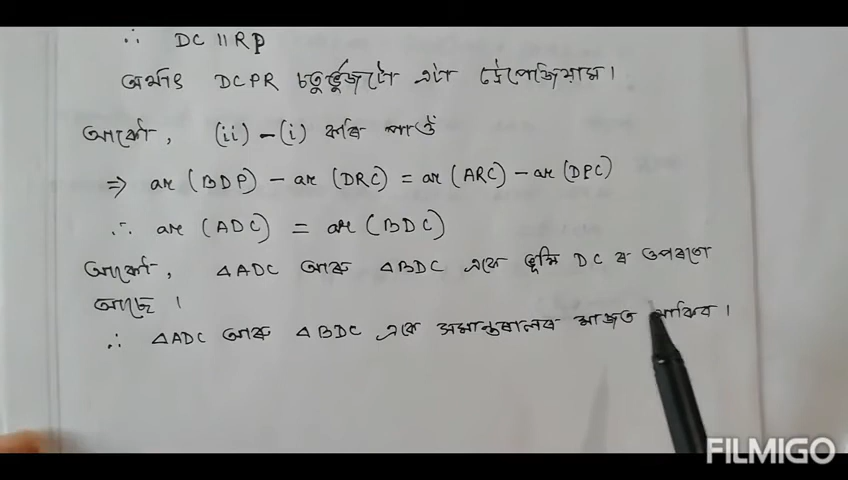 ∴ DC || RP
অৰ্থাৎ DCPR চতুৰ্ভূজটো এটা ট্ৰেপেজিয়াম।
আকৌ, (ii) - (i) কৰি পাওঁ
⇒ ar (BDP) - ar (DRC) = ar (ARC) - ar (DPC)
∴ ar (ADC) = ar (BDC)
আকৌ, △ADC আৰু △BDC একে ভূমি DC ৰ ওপৰতে
আছে।
∴ △ADC আৰু △BDC একে সমান্তৰালৰ মাজত থাকিব।
FILMIGO